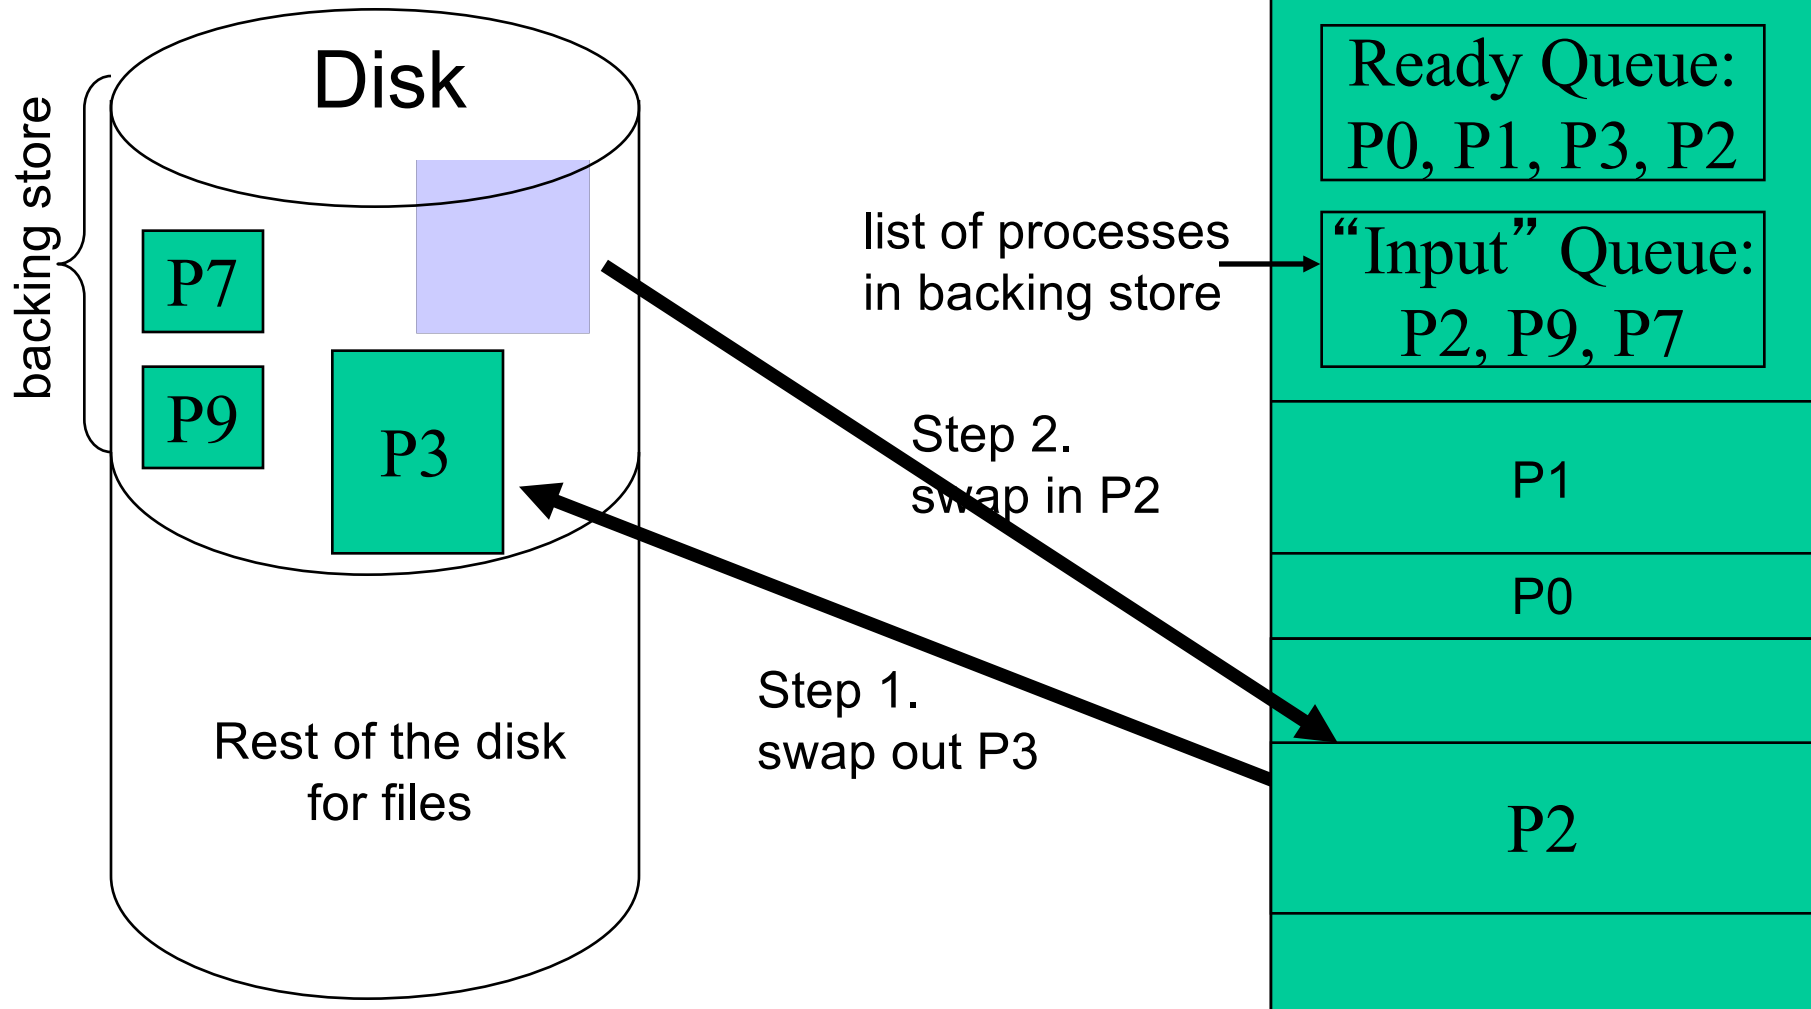 Disk
backing store
P7
P9
P3
Rest of the disk
for files
list of processes
in backing store
Step 2.
swap in P2
Step 1.
swap out P3
Ready Queue:
P0, P1, P3, P2
“Input” Queue:
P2, P9, P7
P1
P0
P2